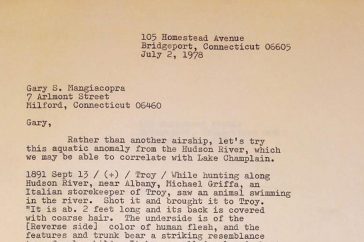 105 Homestead Avenue
Bridgeport, Connecticut 06605
July 2, 1978
Gary S. Mangiacopra
7 Arlmont Street
Milford, Connecticut 06460
Gary,
Rather than another airship, let's try
this aquatic anomaly from the Hudson River, which
we may be able to correlate with Lake Champlain.
1891 Sept 13 / (+) / Troy / While hunting along
Hudson River, near Albany, Michael Griffa, an
Italian storekeeper of Troy, saw an animal swimming
in the river. Shot it and brought it to Troy.
"It is ab. 2 feet long and its back is covered
with coarse hair. The underside is of the
[Reverse side] color of human flesh, and the
features and trunk bear a striking resemblance